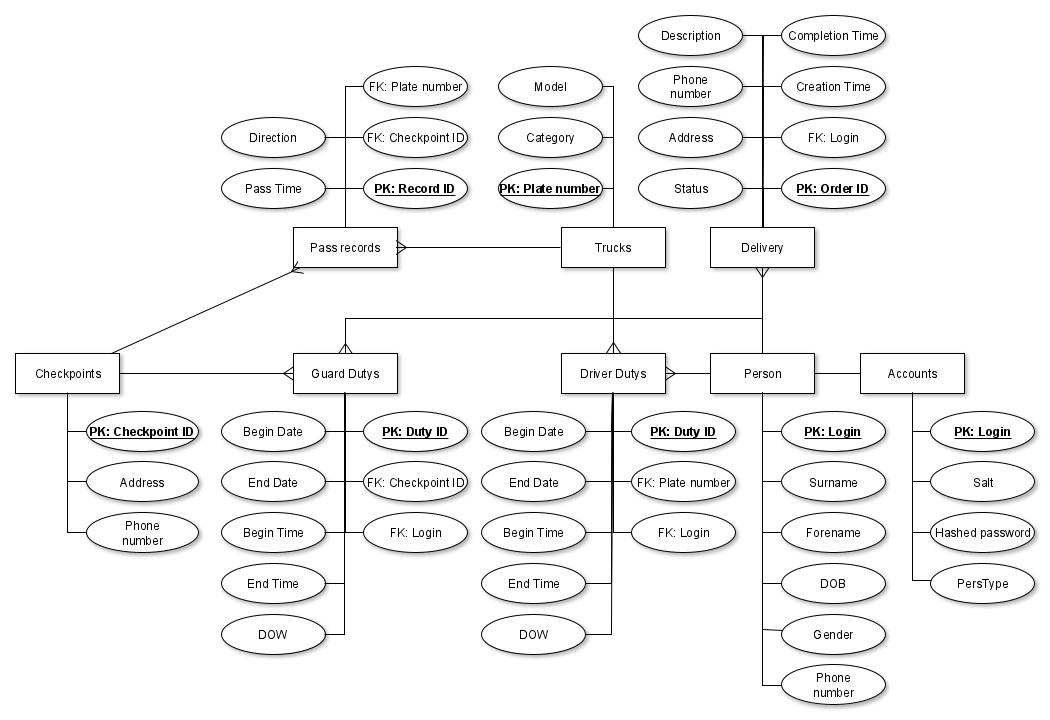 Description
Completion Time
FK: Plate number
Model
Phone
number
Creation Time
Direction
FK: Checkpoint ID
Category
Address
FK: Login
Pass Time
PK: Record ID
PK: Plate number
Status
PK: Order ID
Pass records
Trucks
Delivery
Checkpoints
Guard Dutys
Driver Dutys
Person
Accounts
PK: Checkpoint ID
Begin Date
PK: Duty ID
Begin Date
PK: Duty ID
PK: Login
PK: Login
Address
End Date
FK: Checkpoint ID
End Date
FK: Plate number
Surname
Salt
Phone
number
Begin Time
FK: Login
Begin Time
FK: Login
Forename
Hashed password
End Time
End Time
DOB
PersType
DOW
DOW
Gender
Phone
number